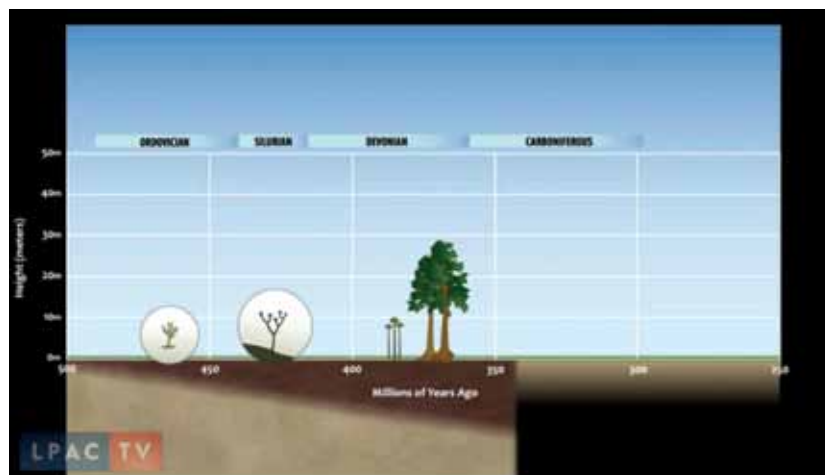 ORDOVICIAN SILURIAN DEVONIAN CARBONIFEROUS
50m
40m
30m
20m
10m
0m
Height (meters)
500 450 400 350 300 250
Millions of Years Ago
LPAC TV